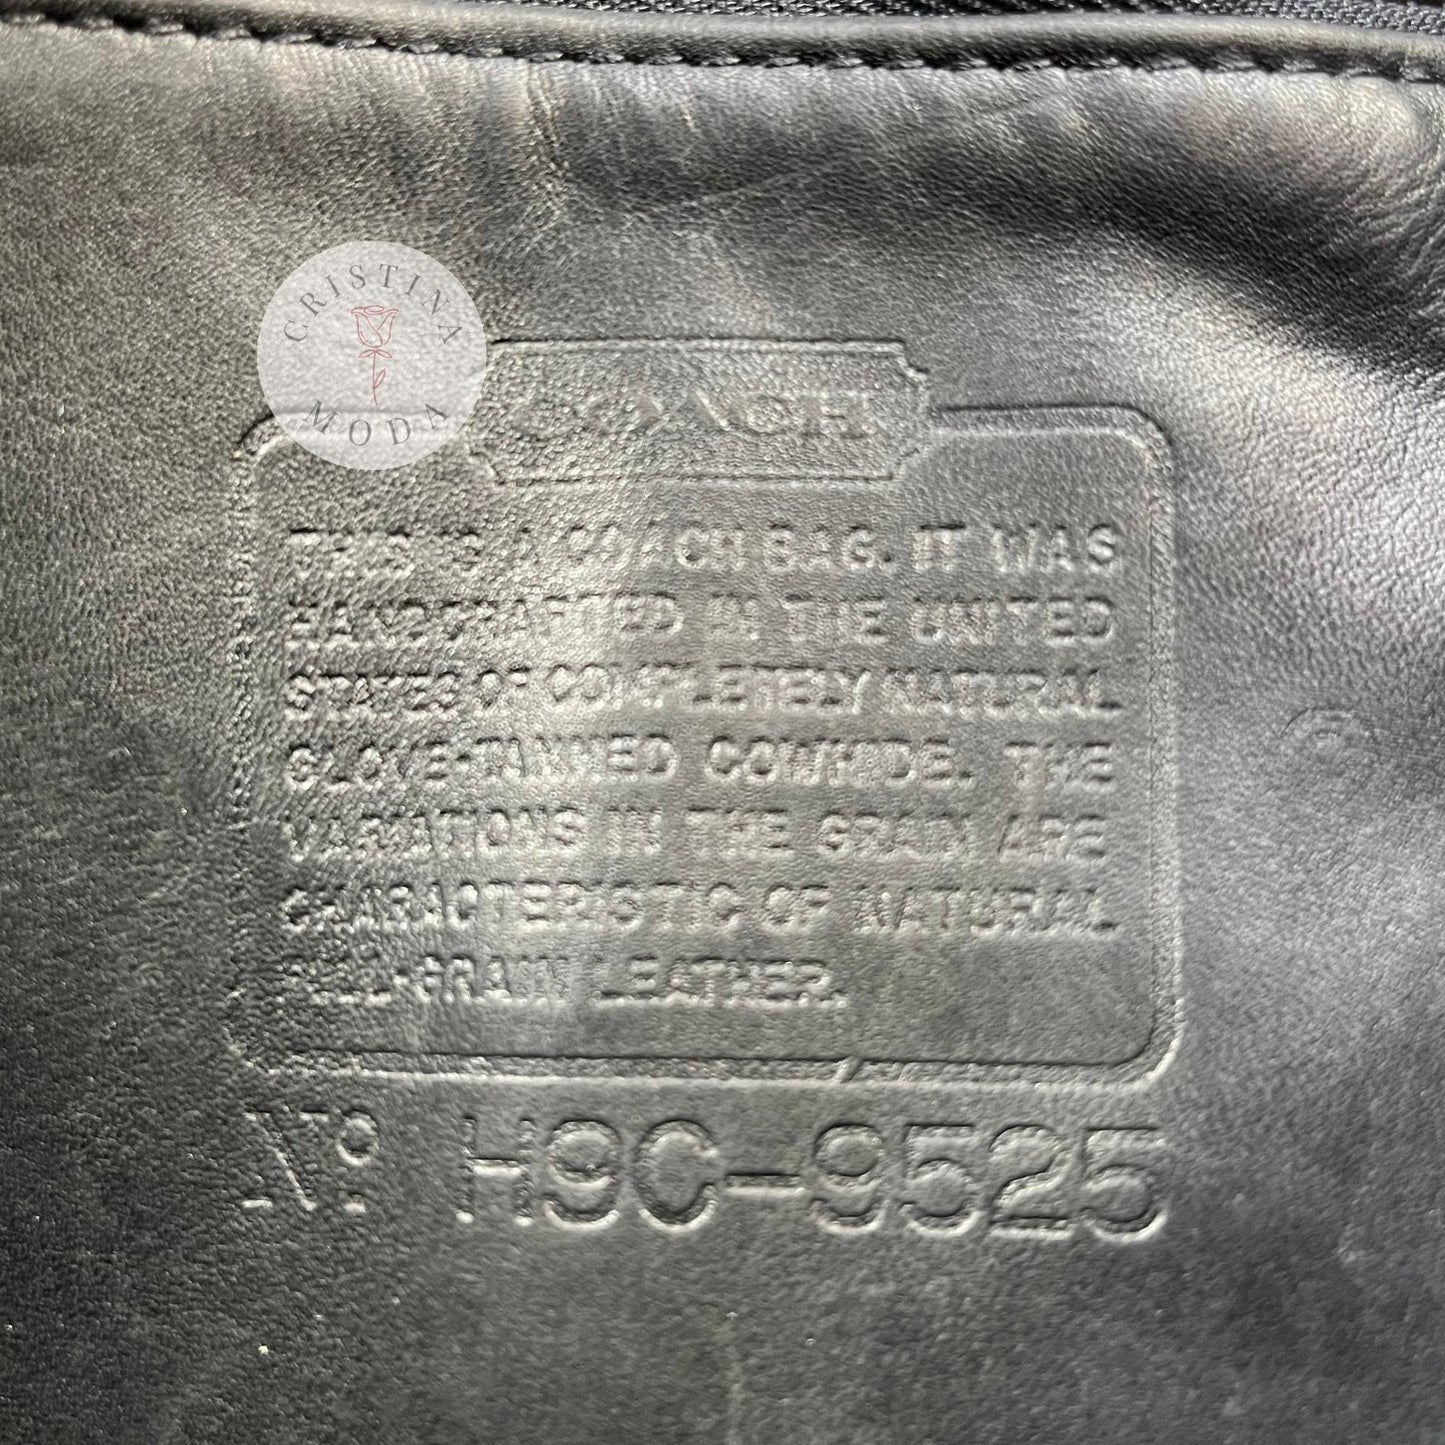 CRISTINA
MODA
COACH
THIS IS A COACH BAG. IT WAS
HANDCRAFTED IN THE UNITED
STATES OF COMPLETELY NATURAL
GLOVE-TANNED COWHIDE. THE
VARIATIONS IN THE GRAIN ARE
CHARACTERISTIC OF NATURAL
FULL-GRAIN LEATHER.
Nº H9C-9525